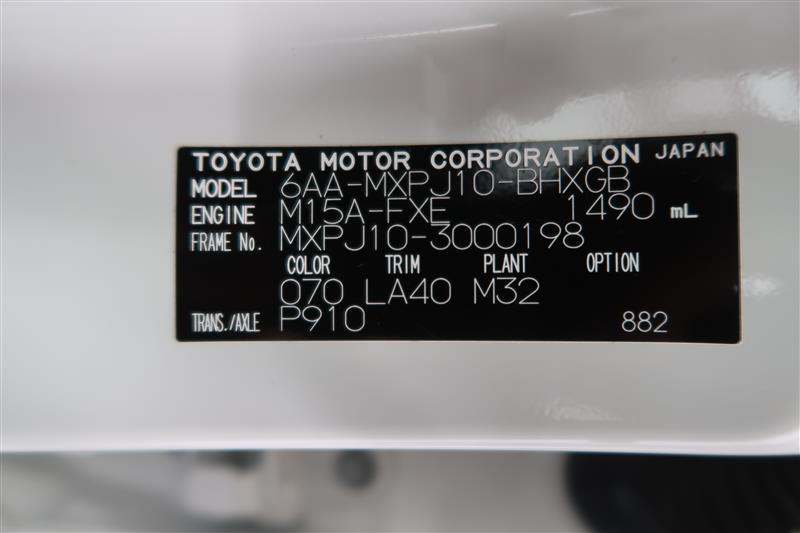 TOYOTA MOTOR CORPORATION JAPAN
MODEL 6AA-MXPJ10-BHXGB
ENGINE M15A-FXE 1490 mL
FRAME No. MXPJ10-3000198
COLOR TRIM PLANT OPTION
070 LA40 M32
TRANS./AXLE P910 882